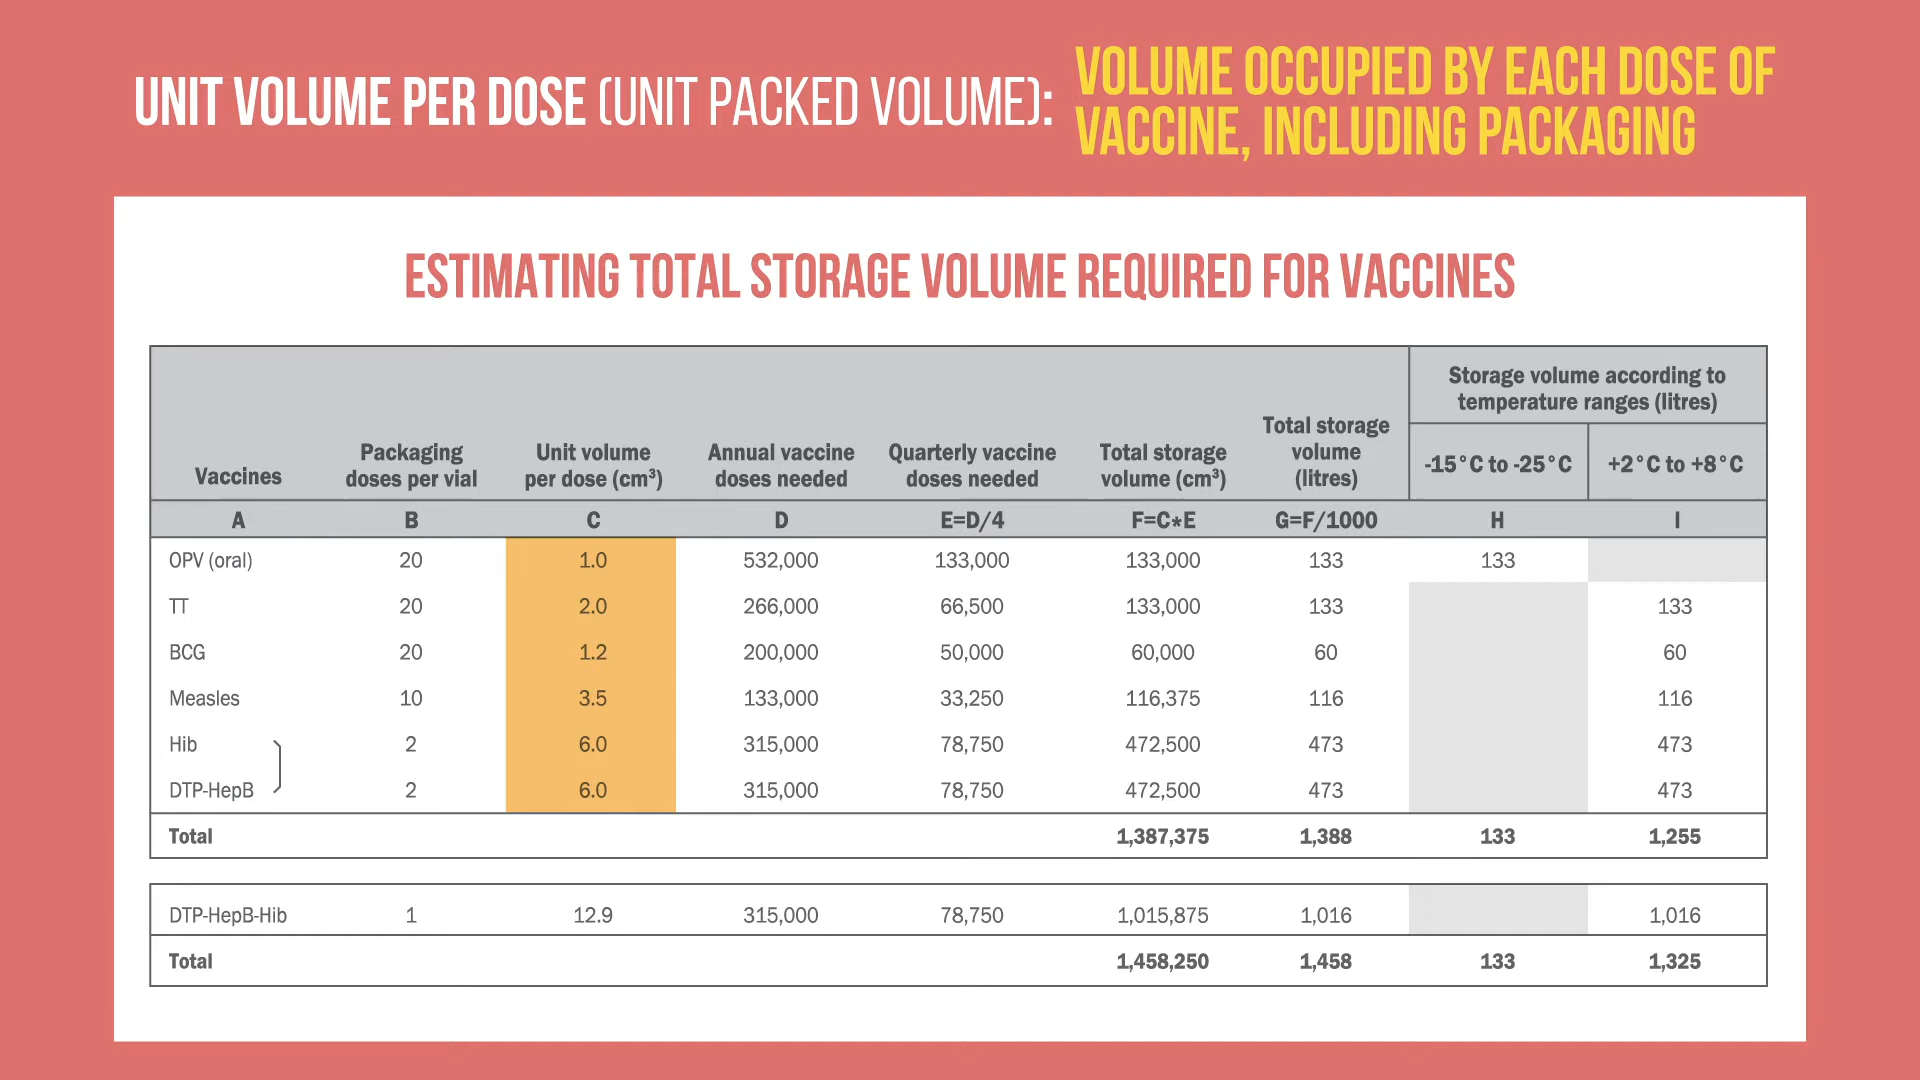 UNIT VOLUME PER DOSE (UNIT PACKED VOLUME): VOLUME OCCUPIED BY EACH DOSE OF
VACCINE, INCLUDING PACKAGING
ESTIMATING TOTAL STORAGE VOLUME REQUIRED FOR VACCINES
Vaccines
Packaging
doses per vial
Unit volume
per dose (cm³)
Annual vaccine
doses needed
Quarterly vaccine
doses needed
Total storage
volume (cm³)
Total storage
volume
(litres)
Storage volume according to
temperature ranges (litres)
-15°C to -25°C
+2°C to +8°C
A B C D E=D/4 F=C*E G=F/1000 H I
OPV (oral) 20 1.0 532,000 133,000 133,000 133 133
TT 20 2.0 266,000 66,500 133,000 133 133
BCG 20 1.2 200,000 50,000 60,000 60 60
Measles 10 3.5 133,000 33,250 116,375 116 116
Hib 2 6.0 315,000 78,750 472,500 473 473
DTP-HepB 2 6.0 315,000 78,750 472,500 473 473
Total 1,387,375 1,388 133 1,255
DTP-HepB-Hib 1 12.9 315,000 78,750 1,015,875 1,016 1,016
Total 1,458,250 1,458 133 1,325